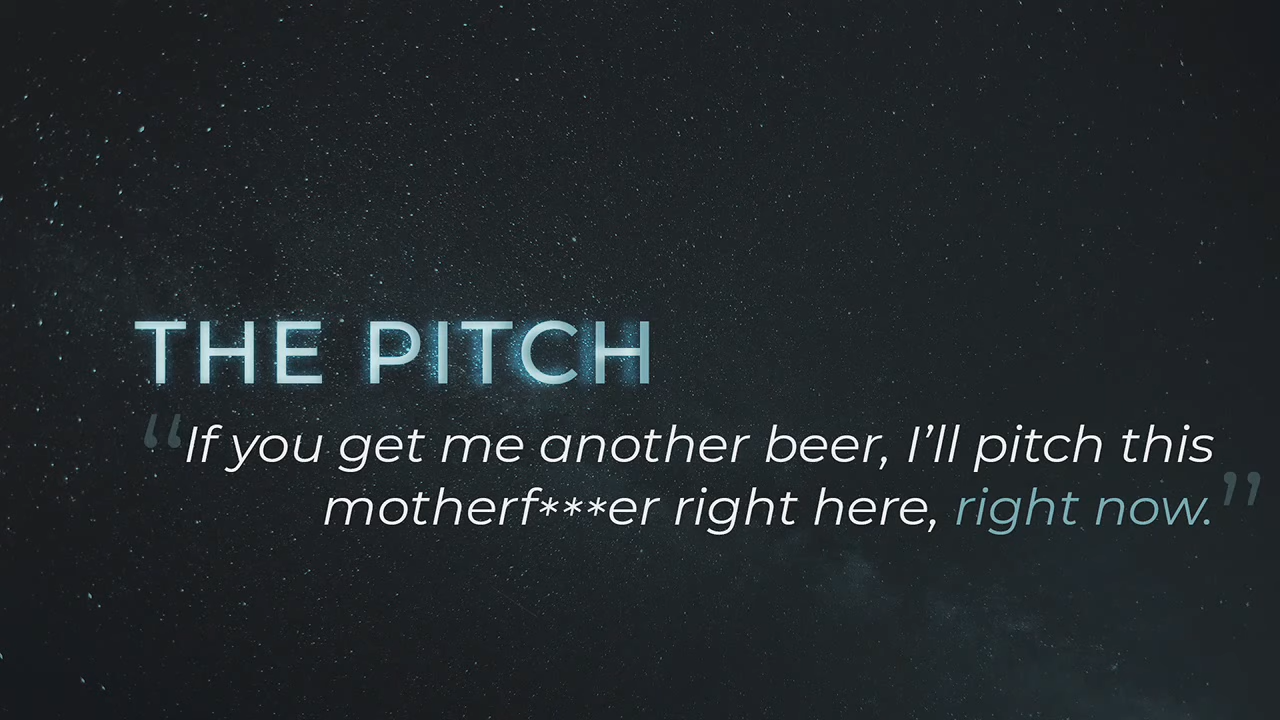 THE PITCH
“If you get me another beer, I’ll pitch this
motherf***er right here, right now.”